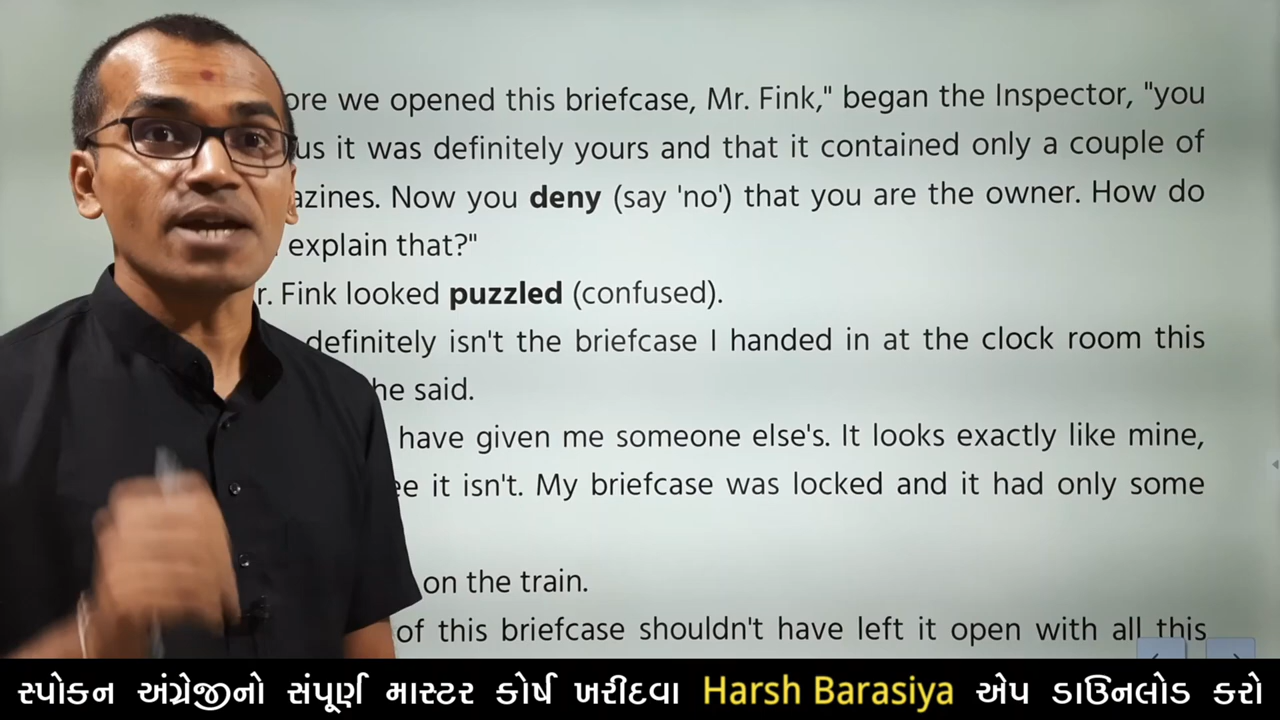 ore we opened this briefcase, Mr. Fink," began the Inspector, "you
us it was definitely yours and that it contained only a couple of
azines. Now you deny (say 'no') that you are the owner. How do
explain that?"
r. Fink looked puzzled (confused).
definitely isn't the briefcase I handed in at the clock room this
he said.
have given me someone else's. It looks exactly like mine,
ee it isn't. My briefcase was locked and it had only some
on the train.
of this briefcase shouldn't have left it open with all this
સ્પોકન અંગ્રેજીનો સંપૂર્ણ માસ્ટર કોર્ષ ખરીદવા Harsh Barasiya એપ ડાઉનલોડ કરો